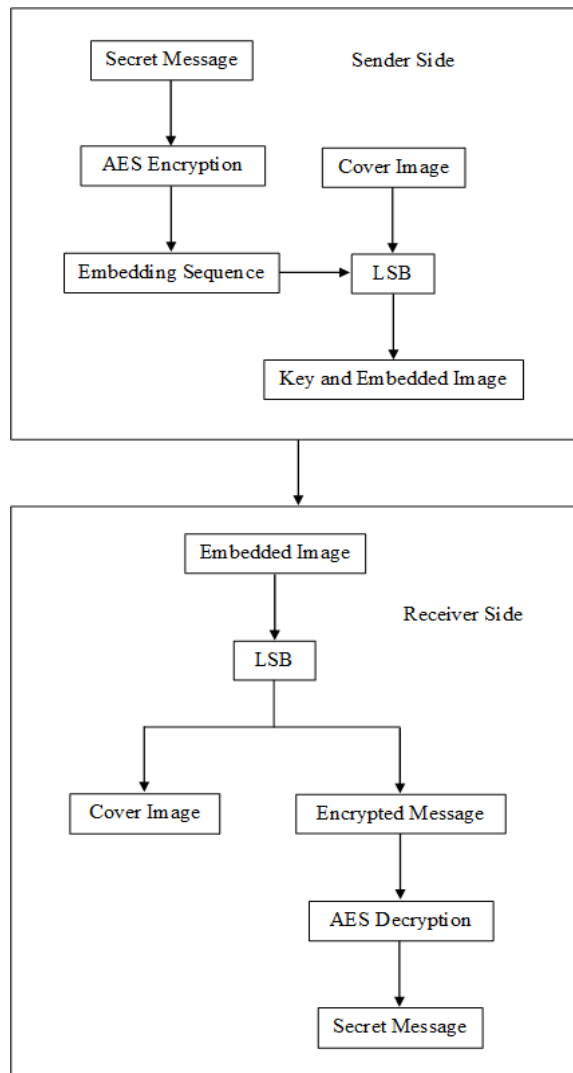 Secret Message
Sender Side
AES Encryption
Cover Image
Embedding Sequence
LSB
Key and Embedded Image
Embedded Image
Receiver Side
LSB
Cover Image
Encrypted Message
AES Decryption
Secret Message